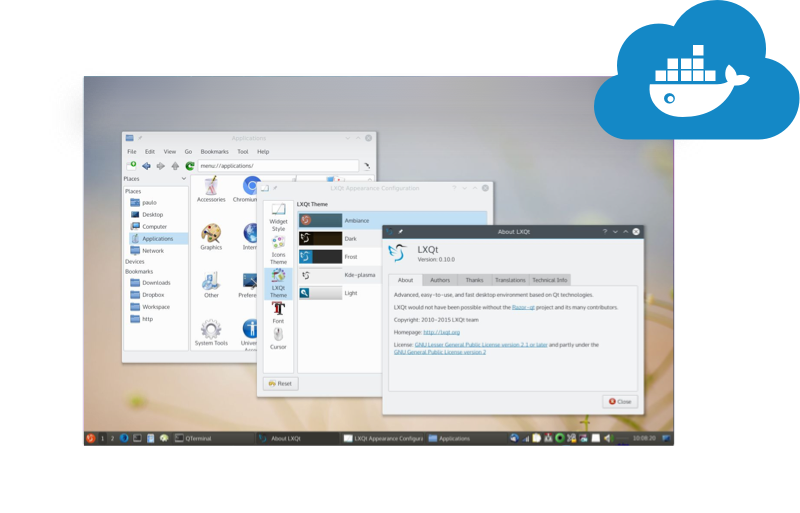 Applications
File Edit View Go Bookmarks Tool Help
menu://applications/
Places
Places
paulo
Desktop
Computer
Applications
Network
Devices
Bookmarks
Downloads
Dropbox
Workspace
http
Accessories
Graphics
Other
System Tools
LXQt Appearance Configuration
Widget
Style
Icons
Theme
LXQt
Theme
Font
Cursor
LXQt Theme
Ambiance
Dark
Frost
Kde-plasma
Light
Reset
About LXQt
LXQt
Version: 0.10.0
About Authors Thanks Translations Technical Info
Advanced, easy-to-use, and fast desktop environment based on Qt technologies.
LXQt would not have been possible without the Razor-qt project and its many contributors.
Copyright: 2010-2015 LXQt team
Homepage: http://lxqt.org
License: GNU Lesser General Public License version 2.1 or later and partly under the
GNU General Public License version 2
Close
1 2 QTerminal About LXQt LXQt Appearance Configura Applications 10:08:20